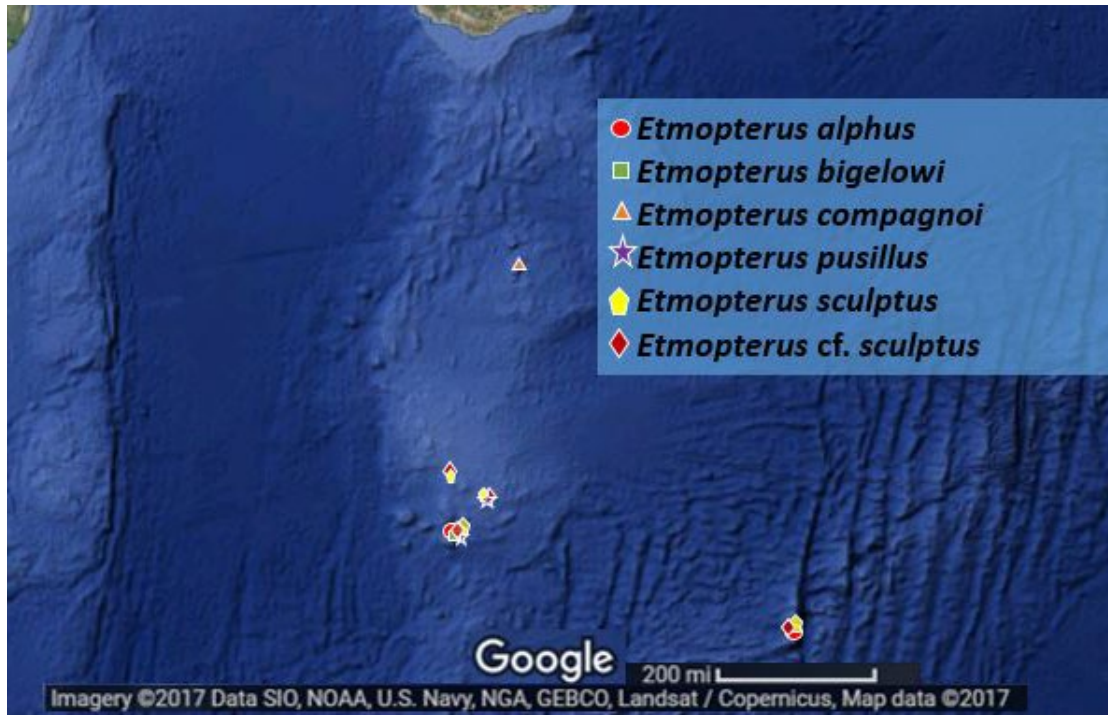 Etmopterus alphus
Etmopterus bigelowi
Etmopterus compagnoi
Etmopterus pusillus
Etmopterus sculptus
Etmopterus cf. sculptus
Google
200 mi
Imagery ©2017 Data SIO, NOAA, U.S. Navy, NGA, GEBCO, Landsat / Copernicus, Map data ©2017